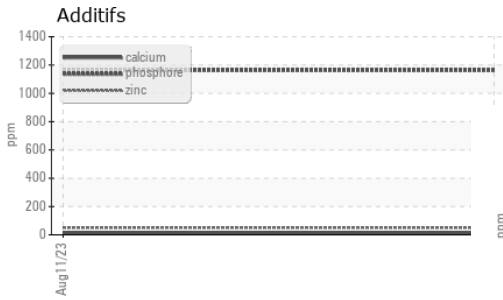 Additifs
1400
1200
1000
800
600
400
200
0
ppm
calcium
phosphore
zinc
Aug11/23
ppm